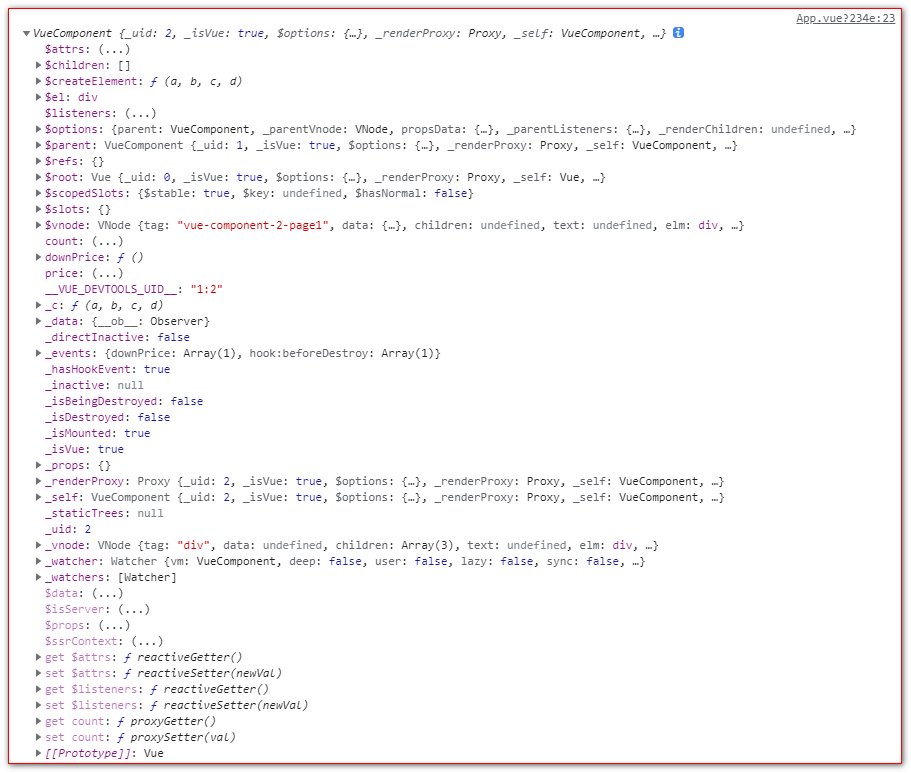 App.vue?234e:23
VueComponent {_uid: 2, _isVue: true, $options: {…}, _renderProxy: Proxy, _self: VueComponent, …} i
$attrs: (...)
$children: []
$createElement: ƒ (a, b, c, d)
$el: div
$listeners: (...)
$options: {parent: VueComponent, _parentVnode: VNode, propsData: {…}, _parentListeners: {…}, _renderChildren: undefined, …}
$parent: VueComponent {_uid: 1, _isVue: true, $options: {…}, _renderProxy: Proxy, _self: VueComponent, …}
$refs: {}
$root: Vue {_uid: 0, _isVue: true, $options: {…}, _renderProxy: Proxy, _self: Vue, …}
$scopedSlots: {$stable: true, $key: undefined, $hasNormal: false}
$slots: {}
$vnode: VNode {tag: "vue-component-2-page1", data: {…}, children: undefined, text: undefined, elm: div, …}
count: (...)
downPrice: ƒ ()
price: (...)
__VUE_DEVTOOLS_UID__: "1:2"
_c: ƒ (a, b, c, d)
_data: {__ob__: Observer}
_directInactive: false
_events: {downPrice: Array(1), hook:beforeDestroy: Array(1)}
_hasHookEvent: true
_inactive: null
_isBeingDestroyed: false
_isDestroyed: false
_isMounted: true
_isVue: true
_props: {}
_renderProxy: Proxy {_uid: 2, _isVue: true, $options: {…}, _renderProxy: Proxy, _self: VueComponent, …}
_self: VueComponent {_uid: 2, _isVue: true, $options: {…}, _renderProxy: Proxy, _self: VueComponent, …}
_staticTrees: null
_uid: 2
_vnode: VNode {tag: "div", data: undefined, children: Array(3), text: undefined, elm: div, …}
_watcher: Watcher {vm: VueComponent, deep: false, user: false, lazy: false, sync: false, …}
_watchers: [Watcher]
$data: (...)
$isServer: (...)
$props: (...)
$ssrContext: (...)
get $attrs: ƒ reactiveGetter()
set $attrs: ƒ reactiveSetter(newVal)
get $listeners: ƒ reactiveGetter()
set $listeners: ƒ reactiveSetter(newVal)
get count: ƒ proxyGetter()
set count: ƒ proxySetter(val)
[[Prototype]]: Vue